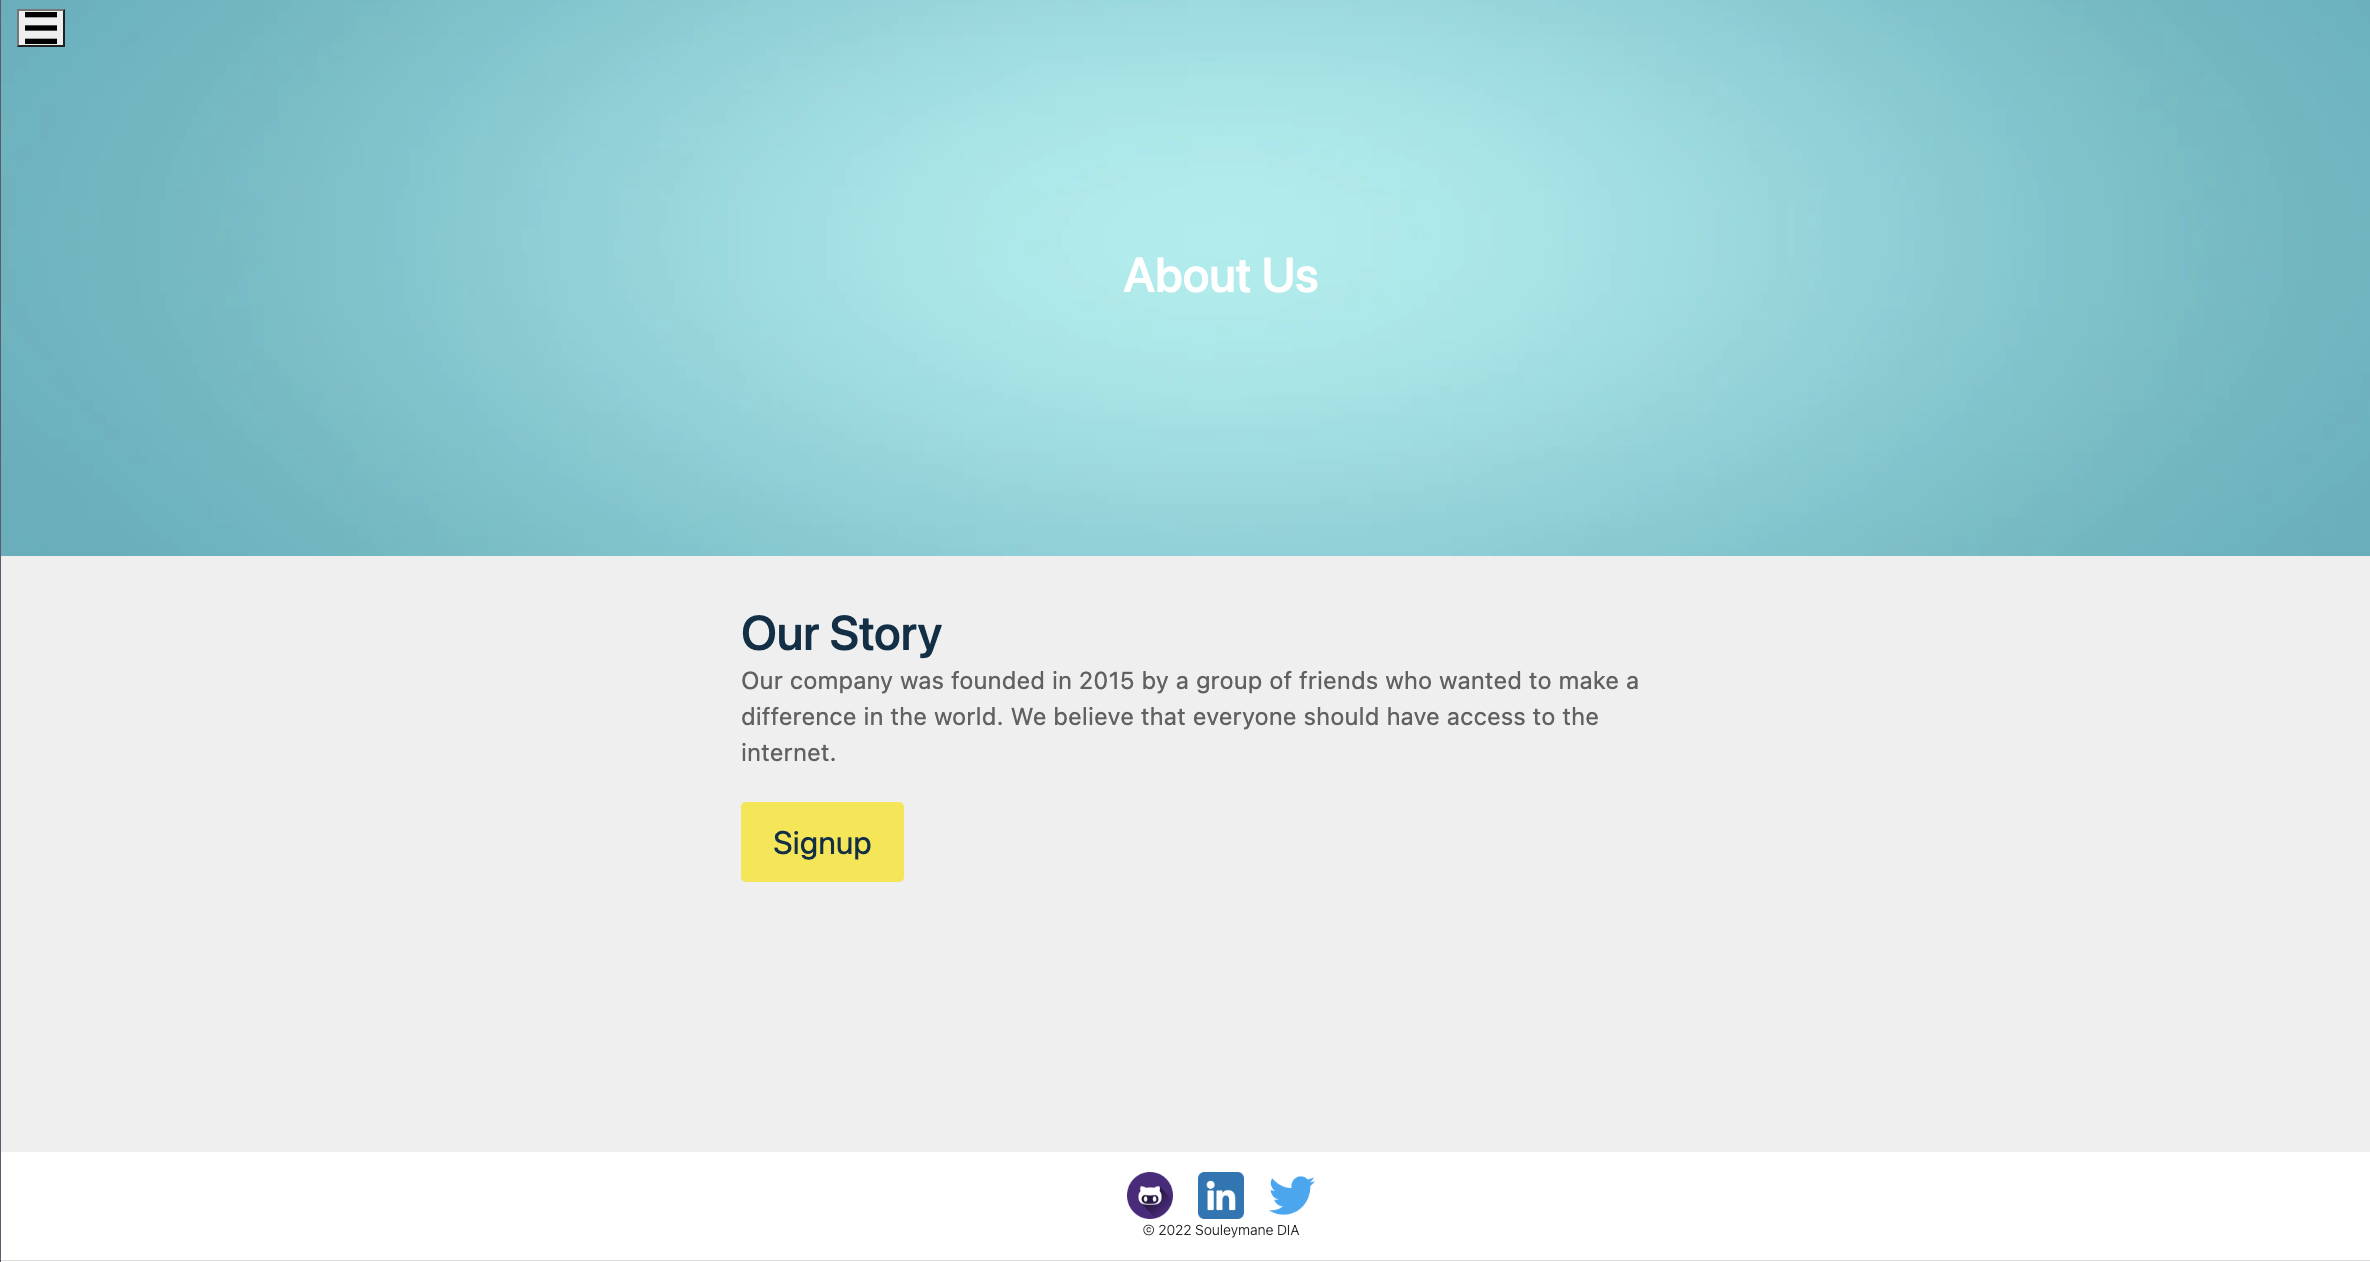 About Us
Our Story
Our company was founded in 2015 by a group of friends who wanted to make a
difference in the world. We believe that everyone should have access to the
internet.
Signup
in
© 2022 Souleymane DIA